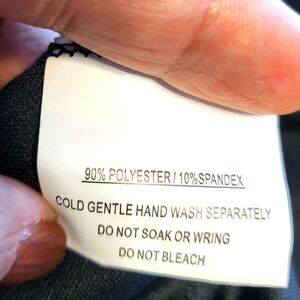 90% POLYESTER / 10%SPANDEX
COLD GENTLE HAND WASH SEPARATELY
DO NOT SOAK OR WRING
DO NOT BLEACH